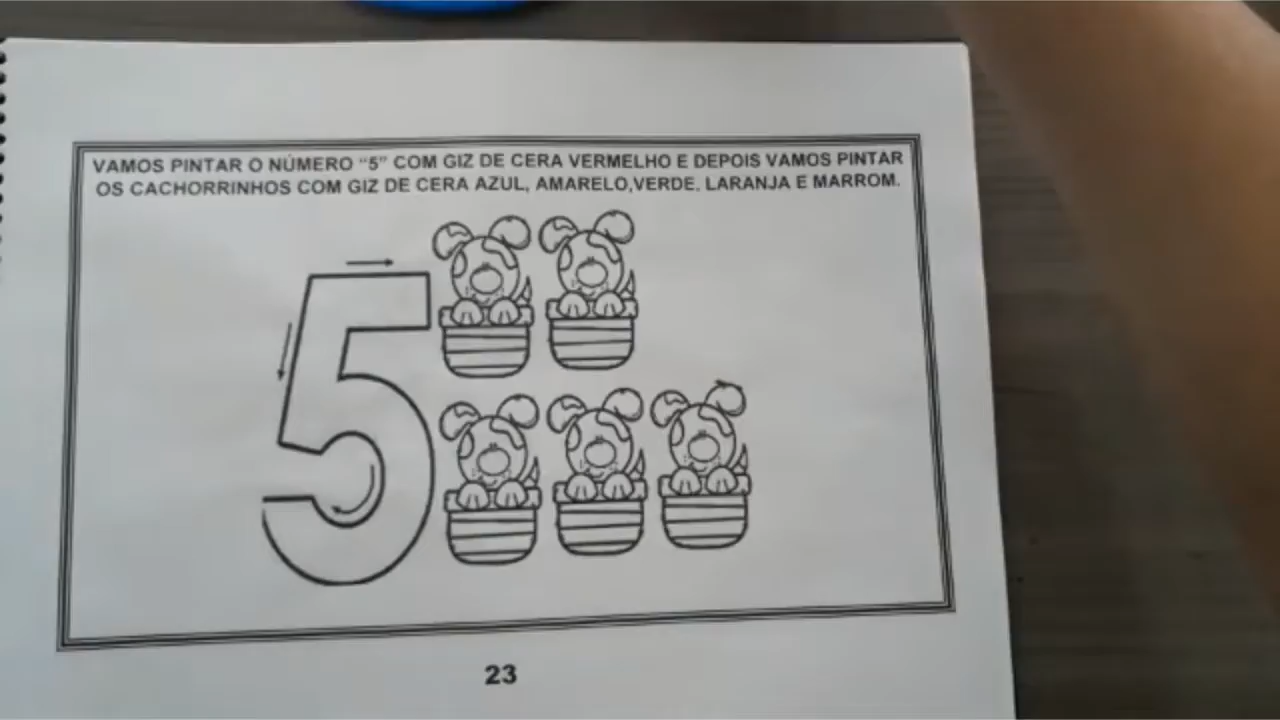 VAMOS PINTAR O NÚMERO “5” COM GIZ DE CERA VERMELHO E DEPOIS VAMOS PINTAR
OS CACHORRINHOS COM GIZ DE CERA AZUL, AMARELO,VERDE, LARANJA E MARROM.
5
23